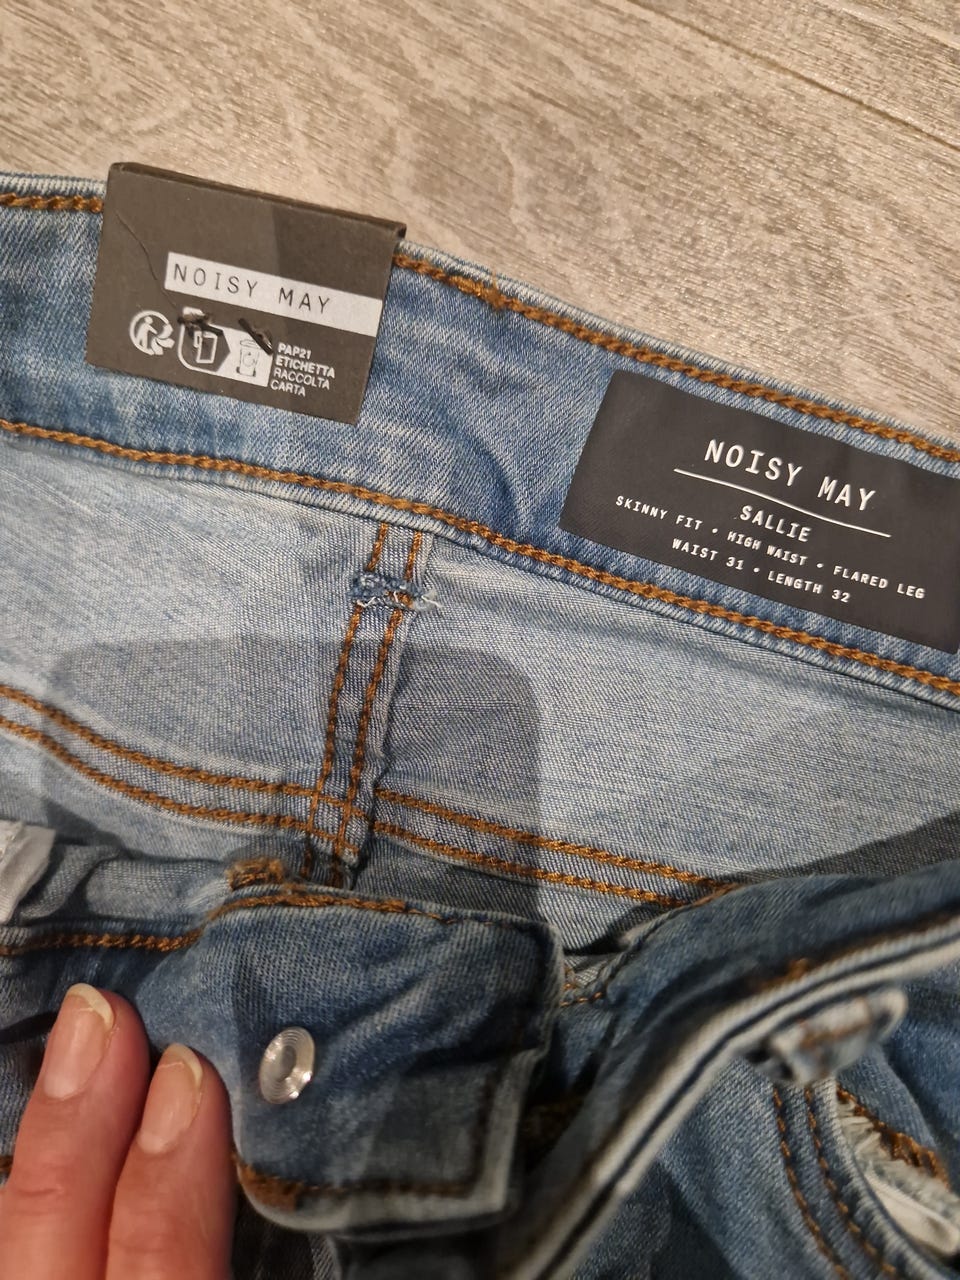 NOISY MAY
PAP21
ETICHETTA
RACCOLTA
CARTA
NOISY MAY
SALLIE
SKINNY FIT • HIGH WAIST • FLARED LEG
WAIST 31 • LENGTH 32